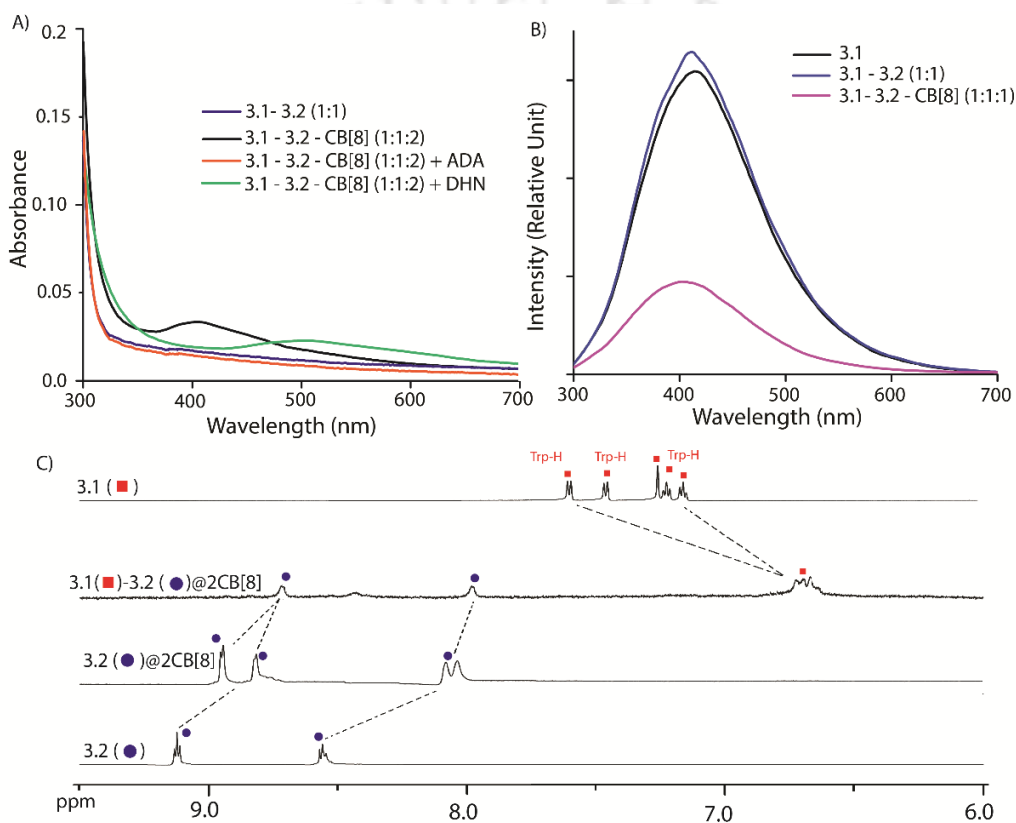 A)
0.2
0.15
0.10
0.05
0.0
Absorbance
300 400 500 600 700
Wavelength (nm)
3.1- 3.2 (1:1)
3.1 - 3.2 - CB[8] (1:1:2)
3.1 - 3.2 - CB[8] (1:1:2) + ADA
3.1 - 3.2 - CB[8] (1:1:2) + DHN
B)
Intensity (Relative Unit)
300 400 500 600 700
Wavelength (nm)
3.1
3.1 - 3.2 (1:1)
3.1- 3.2 - CB[8] (1:1:1)
C)
Trp-H Trp-H Trp-H
3.1 (■)
3.1(■)-3.2 (●)@2CB[8]
3.2 (●)@2CB[8]
3.2 (●)
ppm 9.0 8.0 7.0 6.0